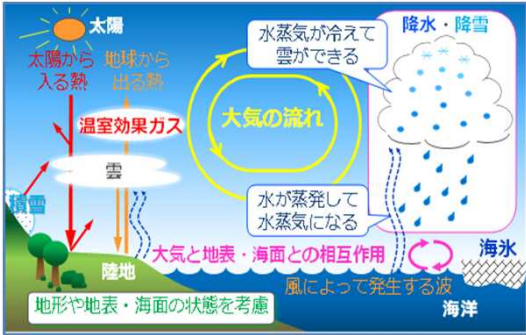 太陽
太陽から
入る熱
地球から
出る熱
温室効果ガス
雲
積雪
陸地
地形や地表・海面の状態を考慮
大気の流れ
水蒸気が冷えて
雲ができる
降水・降雪
水が蒸発して
水蒸気になる
大気と地表・海面との相互作用
風によって発生する波
海氷
海洋